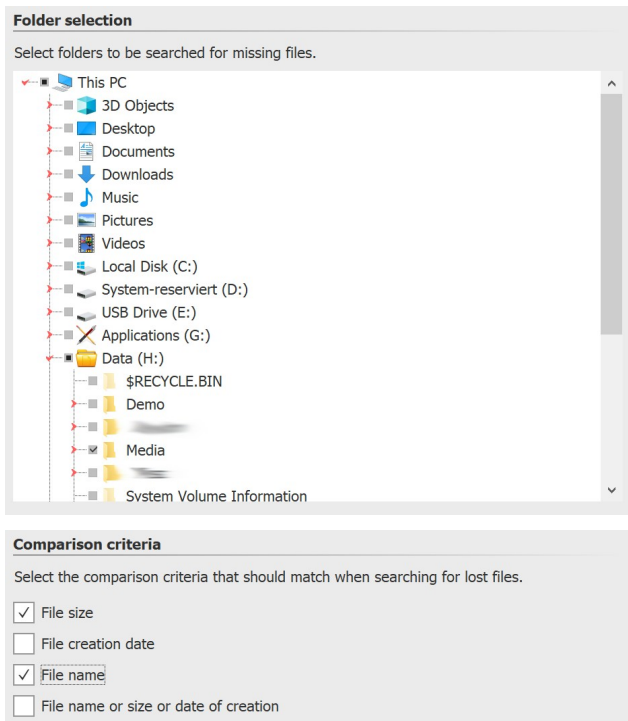 Folder selection
Select folders to be searched for missing files.
This PC
3D Objects
Desktop
Documents
Downloads
Music
Pictures
Videos
Local Disk (C:)
System-reserviert (D:)
USB Drive (E:)
Applications (G:)
Data (H:)
$RECYCLE.BIN
Demo
Media
System Volume Information
Comparison criteria
Select the comparison criteria that should match when searching for lost files.
File size
File creation date
File name
File name or size or date of creation